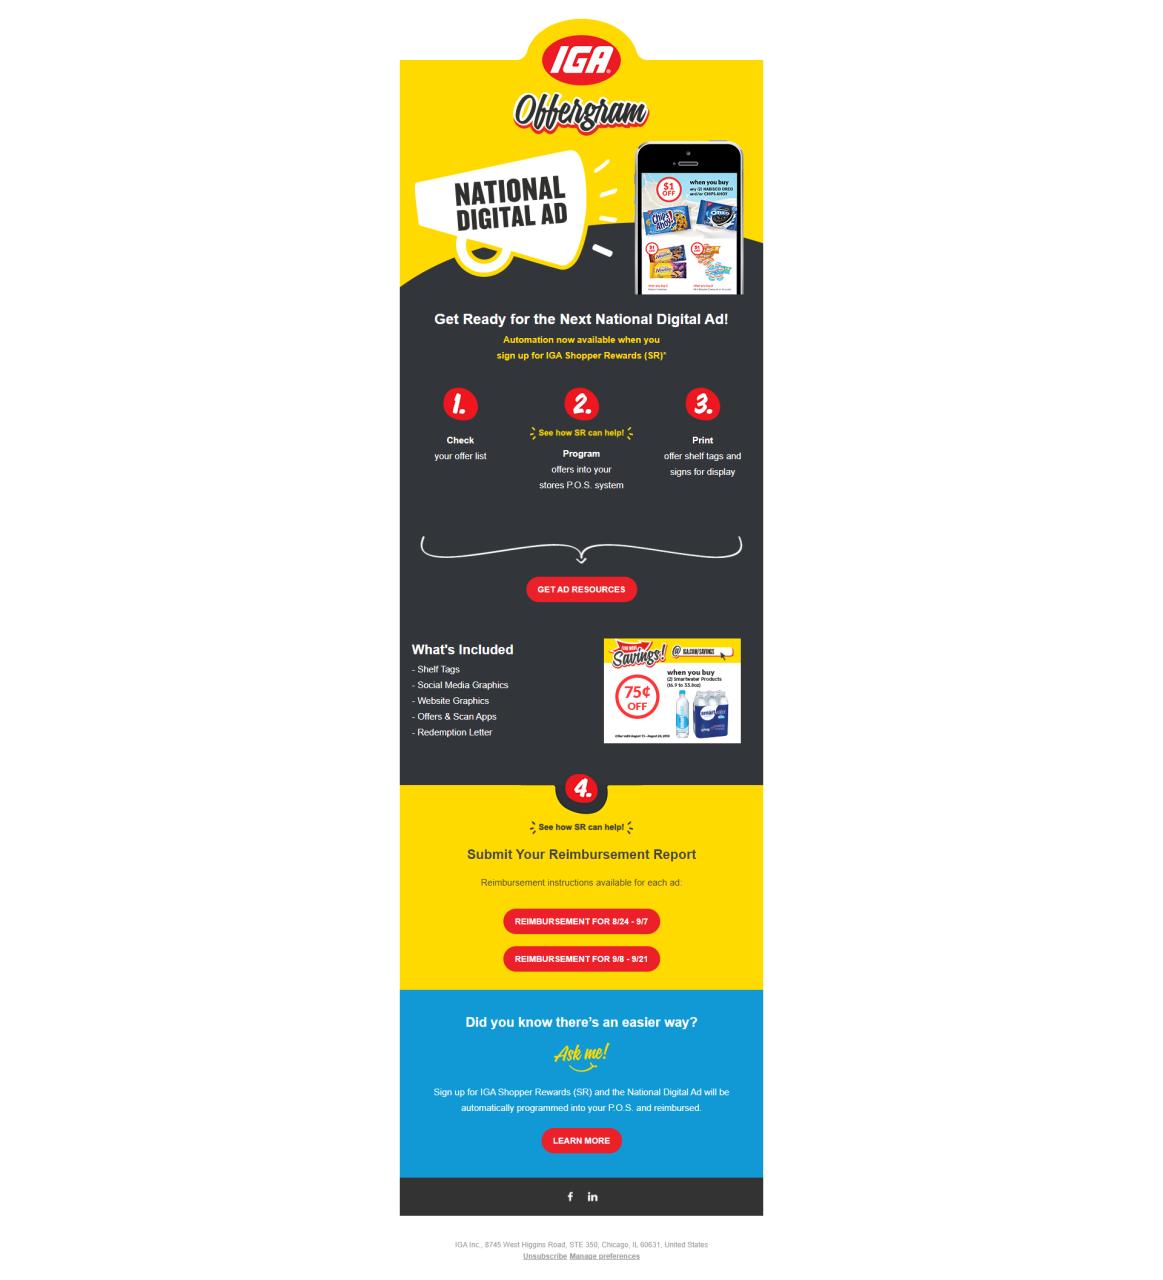 IGA
Offergram
NATIONAL
DIGITAL AD
$1
OFF
when you buy
any (2) NABISCO OREO
and/or CHIPS AHOY
Chips
Ahoy!
OREO
$1
$1
Get Ready for the Next National Digital Ad!
Automation now available when you
sign up for IGA Shopper Rewards (SR)*
1.
Check
your offer list
2.
See how SR can help!
Program
offers into your
stores P.O.S. system
3.
Print
offer shelf tags and
signs for display
GET AD RESOURCES
What's Included
- Shelf Tags
- Social Media Graphics
- Website Graphics
- Offers & Scan Apps
- Redemption Letter
Savings!
@ IGA.COM/SAVINGS
75¢
OFF
when you buy
(2) Smartwater Products
(16.9 to 33.8oz)
smartwater
4.
See how SR can help!
Submit Your Reimbursement Report
Reimbursement instructions available for each ad:
REIMBURSEMENT FOR 8/24 - 9/7
REIMBURSEMENT FOR 9/8 - 9/21
Did you know there’s an easier way?
Ask me!
Sign up for IGA Shopper Rewards (SR) and the National Digital Ad will be
automatically programmed into your P.O.S. and reimbursed.
LEARN MORE
f in
IGA Inc., 8745 West Higgins Road, STE 350, Chicago, IL 60631, United States
Unsubscribe Manage preferences